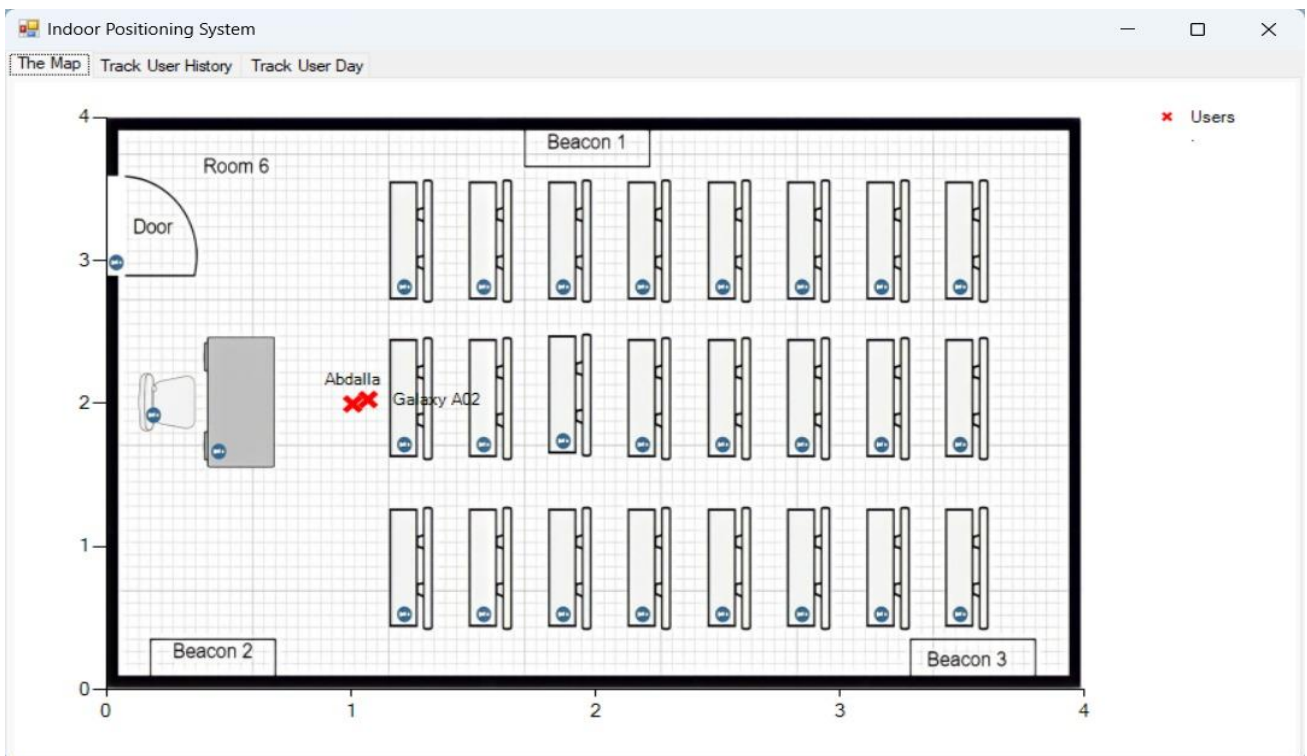 Indoor Positioning System
The Map Track User History Track User Day
4
Users
Beacon 1
Room 6
Door
3
Abdalla
Galaxy A02
2
1
Beacon 2
Beacon 3
0
0 1 2 3 4